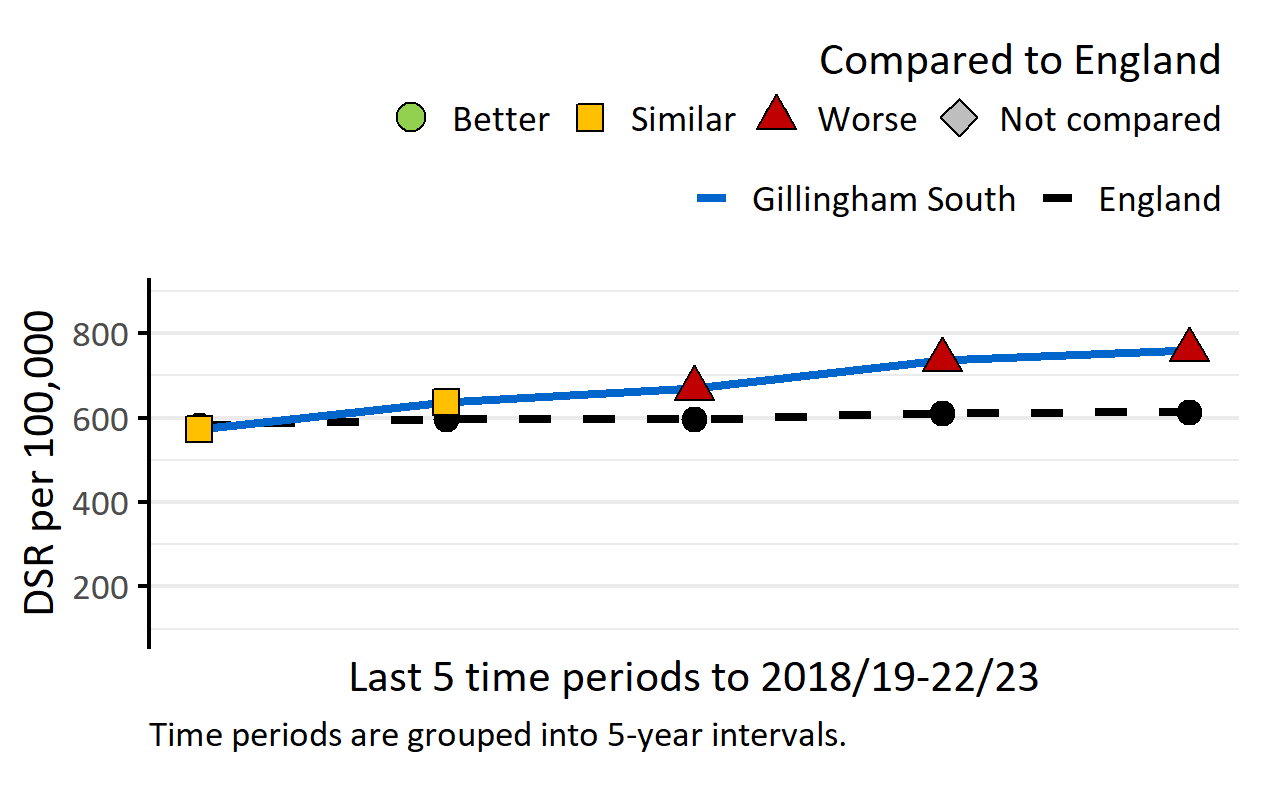 Compared to England
Better Similar Worse Not compared
Gillingham South England
DSR per 100,000
800
600
400
200
Last 5 time periods to 2018/19-22/23
Time periods are grouped into 5-year intervals.